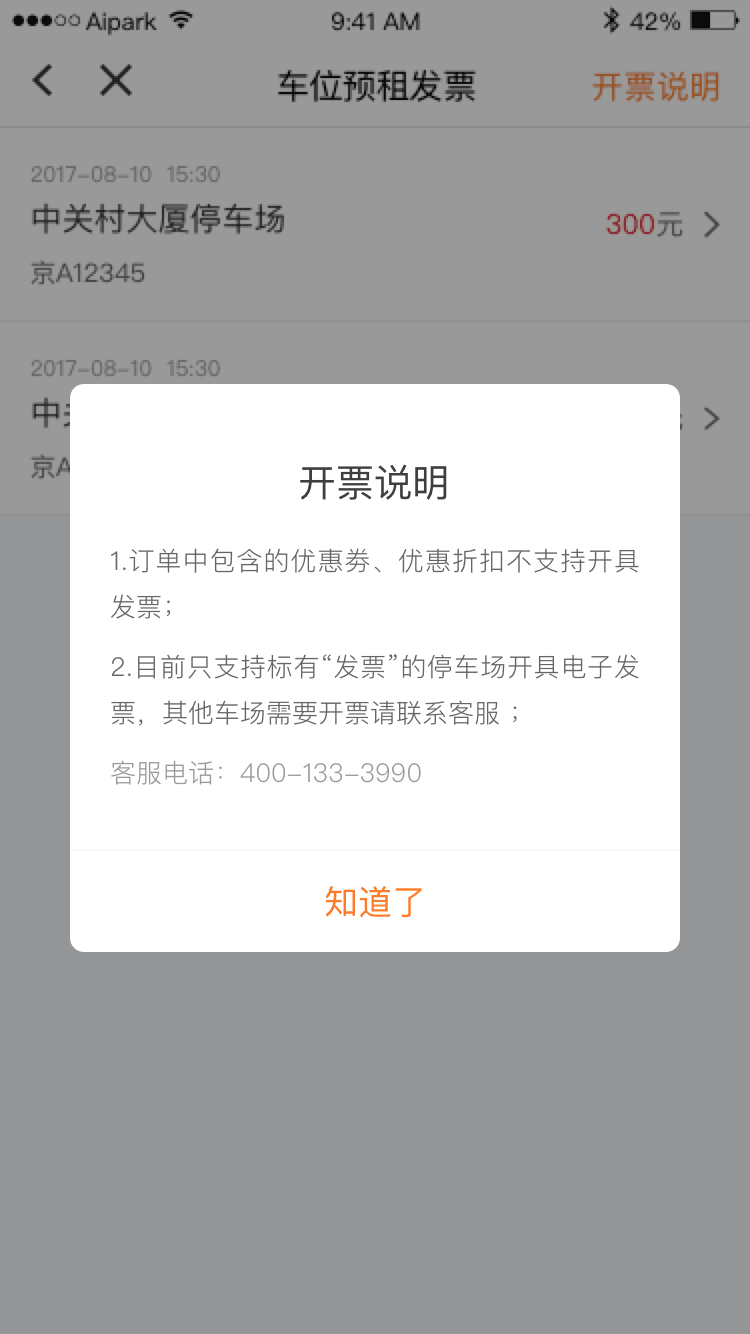 Aipark 9:41 AM 42%
车位预租发票 开票说明
2017-08-10 15:30
中关村大厦停车场 300元
京A12345
2017-08-10 15:30
中
京A
开票说明
1.订单中包含的优惠券、优惠折扣不支持开具
发票；
2.目前只支持标有“发票”的停车场开具电子发
票，其他车场需要开票请联系客服；
客服电话：400-133-3990
知道了